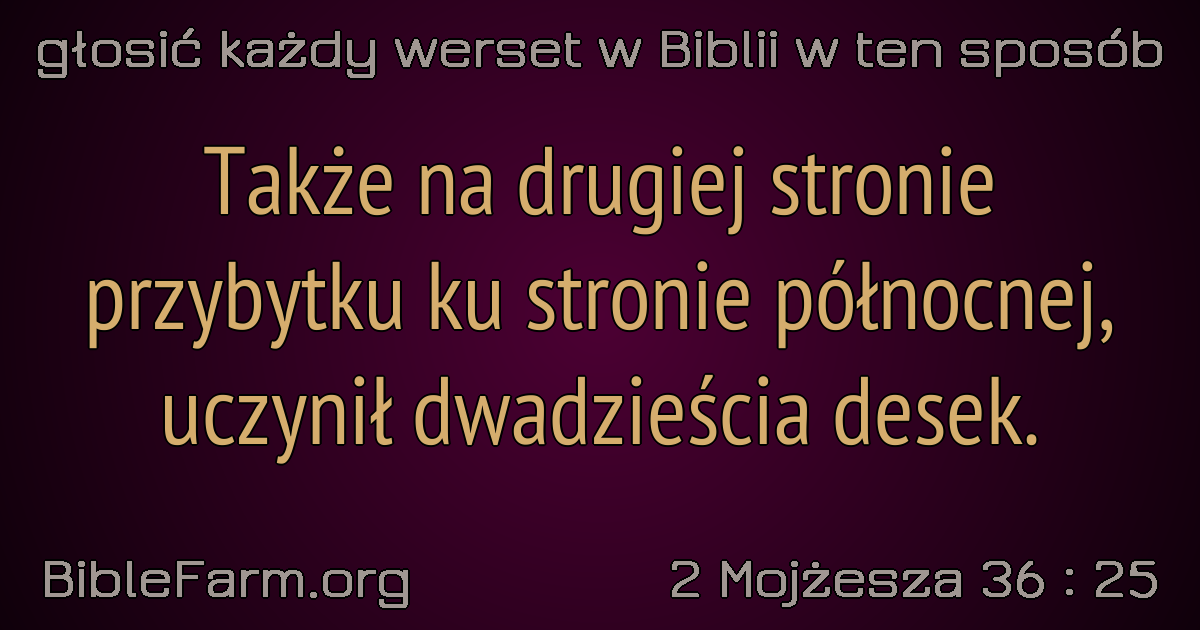 głosić każdy werset w Biblii w ten sposób
Także na drugiej stronie
przybytku ku stronie północnej,
uczynił dwadzieścia desek.
BibleFarm.org
2 Mojżesza 36 : 25